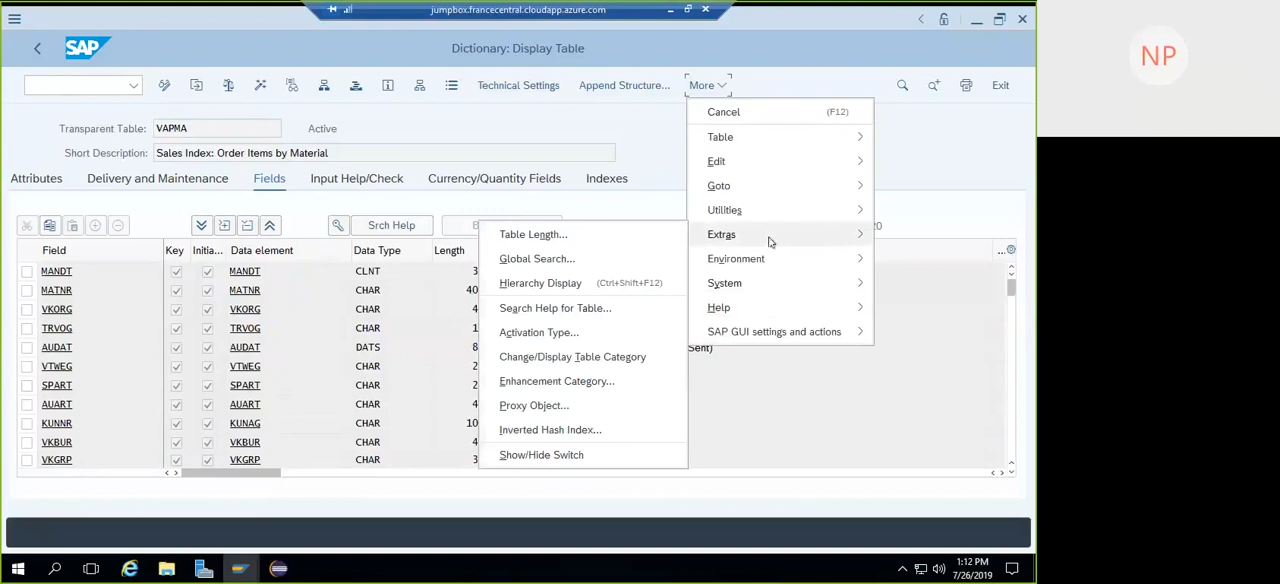 jumpbox.francecentral.cloudapp.azure.com
SAP
Dictionary: Display Table
Technical Settings
Append Structure...
More
Exit
Transparent Table:
VAPMA
Active
Short Description:
Sales Index: Order Items by Material
Attributes
Delivery and Maintenance
Fields
Input Help/Check
Currency/Quantity Fields
Indexes
Srch Help
20
Field Key Initia... Data element Data Type Length ...
MANDT MANDT CLNT 3
MATNR MATNR CHAR 40
VKORG VKORG CHAR 4
TRVOG TRVOG CHAR 1
AUDAT AUDAT DATS 8
VTWEG VTWEG CHAR 2
SPART SPART CHAR 2
AUART AUART CHAR 4
KUNNR KUNAG CHAR 10
VKBUR VKBUR CHAR 4
VKGRP VKGRP CHAR 3
Cancel (F12)
Table
Edit
Goto
Utilities
Extras
Environment
System
Help
SAP GUI settings and actions
Table Length...
Global Search...
Hierarchy Display (Ctrl+Shift+F12)
Search Help for Table...
Activation Type...
Change/Display Table Category
Enhancement Category...
Proxy Object...
Inverted Hash Index...
Show/Hide Switch
1:12 PM
7/26/2019
NP